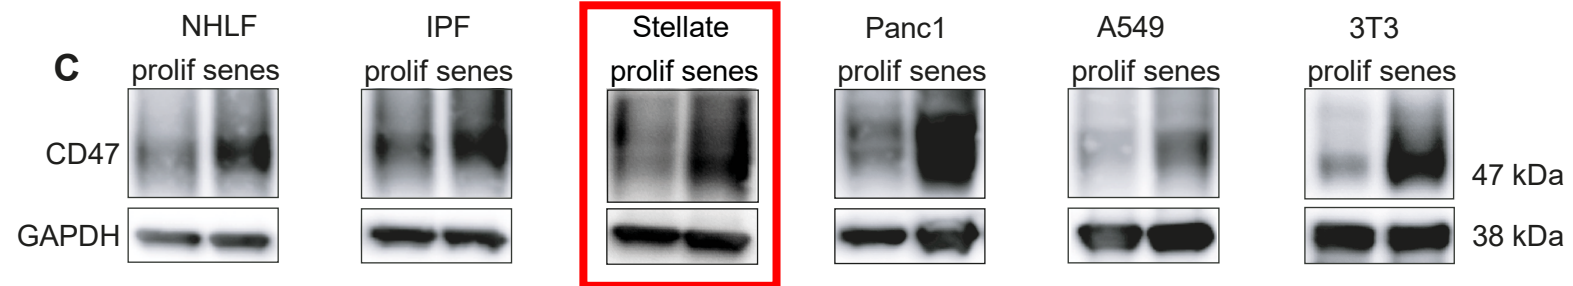 NHLF IPF Stellate Panc1 A549 3T3
C prolif senes prolif senes prolif senes prolif senes prolif senes prolif senes
CD47 47 kDa
GAPDH 38 kDa